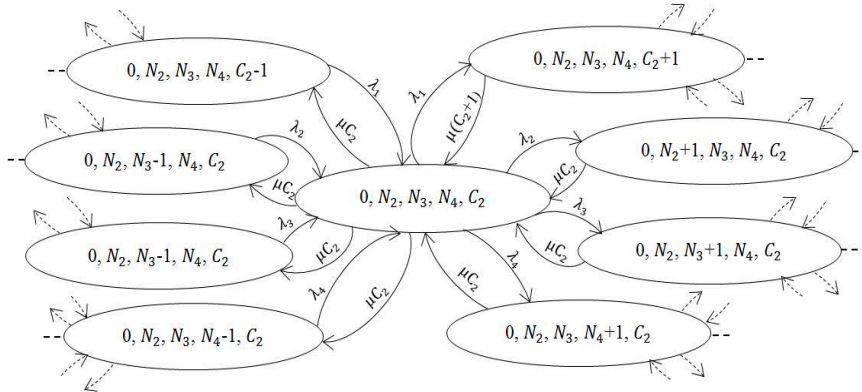 0, N₂, N₃, N₄, C₂-1
0, N₂, N₃, N₄, C₂+1
λ₁
μC₂
λ₁
μ(C₂+1)
0, N₂, N₃-1, N₄, C₂
λ₂
μC₂
λ₂
μC₂
0, N₂+1, N₃, N₄, C₂
0, N₂, N₃, N₄, C₂
0, N₂, N₃-1, N₄, C₂
λ₃
μC₂
λ₃
μC₂
0, N₂, N₃+1, N₄, C₂
0, N₂, N₃, N₄-1, C₂
λ₄
μC₂
μC₂
λ₄
0, N₂, N₃, N₄+1, C₂